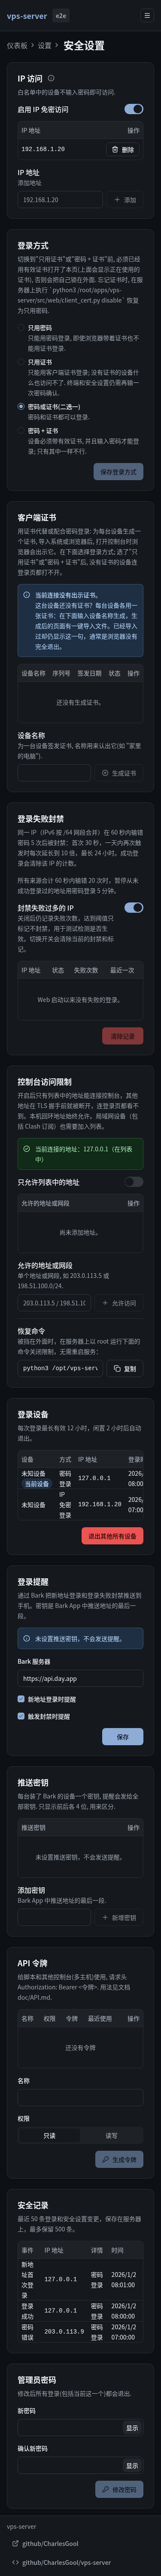 vps-server e2e
仪表板 > 设置 > 安全设置
IP 访问
白名单中的设备不输入密码即可访问.
启用 IP 免密访问
IP 地址 操作
192.168.1.20 删除
IP 地址
添加地址
192.168.1.20 + 添加
登录方式
切换到"只用证书"或"密码 + 证书"前, 必须已经
用有效证书打开了本页(上面会显示正在使用的
证书), 否则会把自己锁在外面. 忘记证书时, 在服
务器上执行 `python3 /root/apps/vps-
server/src/web/client_cert.py disable` 恢复
为只用密码.
只用密码
只能用密码登录, 即使浏览器带着证书也不
能用证书登录.
只用证书
只能用客户端证书登录; 没有证书的设备什
么也访问不了. 终端和安全设置仍需再做一
次密码确认.
密码或证书(二选一)
密码和证书都可以登录.
密码 + 证书
设备必须带有效证书, 并且输入密码才能登
录; 只有其中一样不行.
保存登录方式
客户端证书
用证书代替或配合密码登录: 为每台设备生成一
个证书, 导入系统或浏览器后, 打开控制台时浏
览器会出示它。在下面选择登录方式; 选了"只
用证书"或"密码 + 证书"后, 没有证书的设备连
登录页都打不开。
当前连接没有出示证书。
这台设备还没有证书？每台设备各用一
张证书：在下面输入设备名称生成，生
成后的页面有一键导入文件。已经导入
过却仍显示这一句，通常是浏览器没有
完全退出。
设备名称 序列号 签发日期 状态 操作
还没有生成证书。
设备名称
为一台设备签发证书, 名称用来认出它(如 "家里
的电脑").
生成证书
登录失败封禁
同一 IP（IPv6 按 /64 网段合并）在 60 秒内输错
密码 5 次后被封禁：首次 30 秒，一天内再次触
发时每次延长到 10 倍，最长 24 小时。成功登
录会清除该 IP 的计数。
所有来源合计 60 秒内输错 20 次时，暂停从未
成功登录过的地址用密码登录 5 分钟。
封禁失败过多的 IP
关闭后仍记录失败次数，达到阈值只
标记不封禁，用于测试检测是否生
效。切换开关会清除当前的封禁和标
记。
IP 地址 状态 失败次数 最近一次
Web 启动以来没有失败的登录。
清除记录
控制台访问限制
开启后只有列表中的地址能连接控制台，其他
地址在 TLS 握手前就被断开，连登录页都看不
到。本机回环地址始终允许，同样需要加入列表（包
括 Clash 订阅）也需要列入。
当前连接的地址：127.0.0.1（在列表
中）
只允许列表中的地址
允许的地址或网段 操作
尚未添加地址。
允许的地址或网段
单个地址或网段, 如 203.0.113.5 或
198.51.100.0/24.
203.0.113.5 / 198.51.10 + 允许访问
恢复命令
被挡在外面时，在服务器上以 root 运行下面的
命令关闭限制，无需重启服务：
python3 /opt/vps-serv 复制
登录设备
每次登录最长有效 12 小时，闲置 2 小时后自动
退出。
设备 方式 IP 地址 登录
未知设备 当前设备 密码登录 127.0.0.1 2026, 08:00
未知设备 IP 免密登录 192.168.1.20 2026, 07:00
退出其他所有设备
登录提醒
通过 Bark 把新地址登录和登录失败封禁推送到
手机。密钥是 Bark App 中推送地址的最后一
段。
未设置推送密钥，不会发送提醒。
Bark 服务器
https://api.day.app
新地址登录时提醒
触发封禁时提醒
保存
推送密钥
每台装了 Bark 的设备一个密钥, 提醒会发给全
部密钥. 只显示前后各 4 位, 用来区分.
推送密钥 操作
未设置推送密钥，不会发送提醒。
添加密钥
Bark App 中推送地址的最后一段.
+ 新增密钥
API 令牌
给脚本和其他控制台(多主机)使用, 请求头
Authorization: Bearer <令牌>. 用法见文档
doc/API.md.
名称 权限 令牌 最近使用 操作
还没有令牌
名称
权限
只读 读写
生成令牌
安全记录
最近 50 条登录和安全设置变更，保存在服务器
上，最多保留 500 条。
事件 IP 地址 详情 时间
新地址首次登录 127.0.0.1 密码登录 2026/1/2 08:01:00
登录成功 127.0.0.1 密码登录 2026/1/2 08:00:00
密码错误 203.0.113.9 密码登录 2026/1/2 07:00:00
管理员密码
修改后所有登录(包括当前这一个)都会退出.
新密码
显示
确认新密码
显示
修改密码
vps-server
github/CharlesGool
github/CharlesGool/vps-server